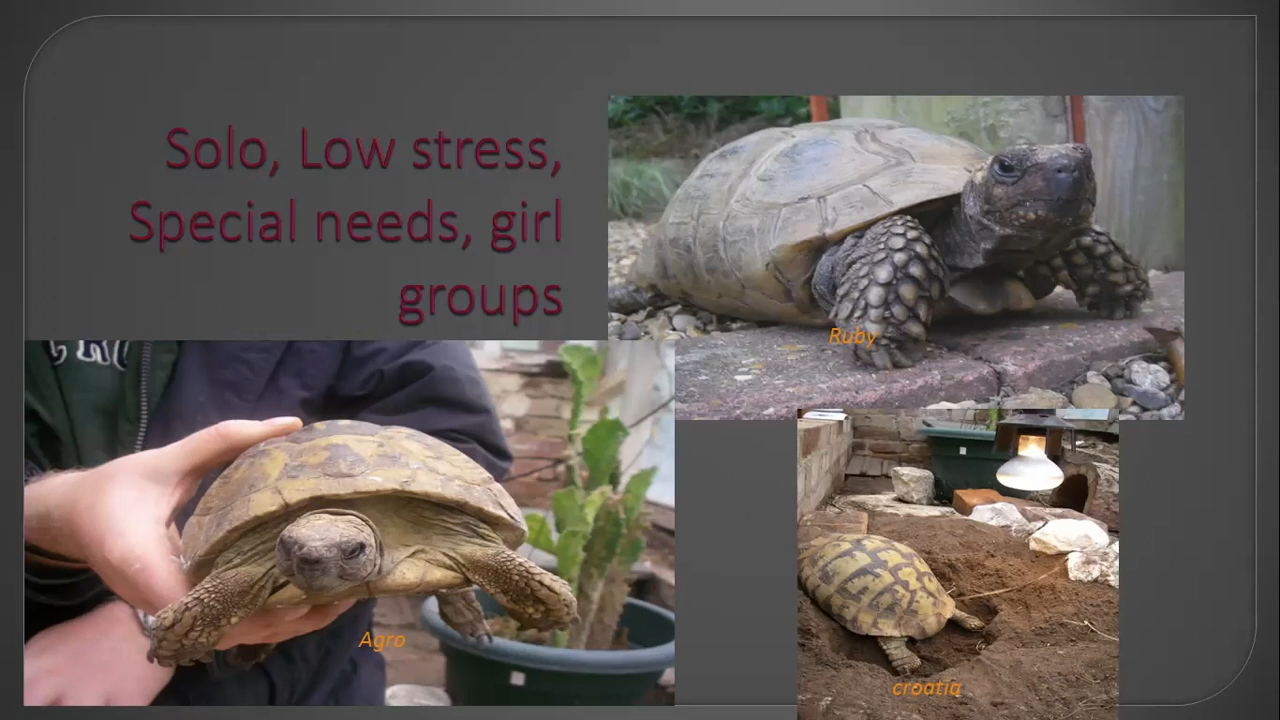 Solo, Low stress,
Special needs, girl
groups
Ruby
Agro
croatia